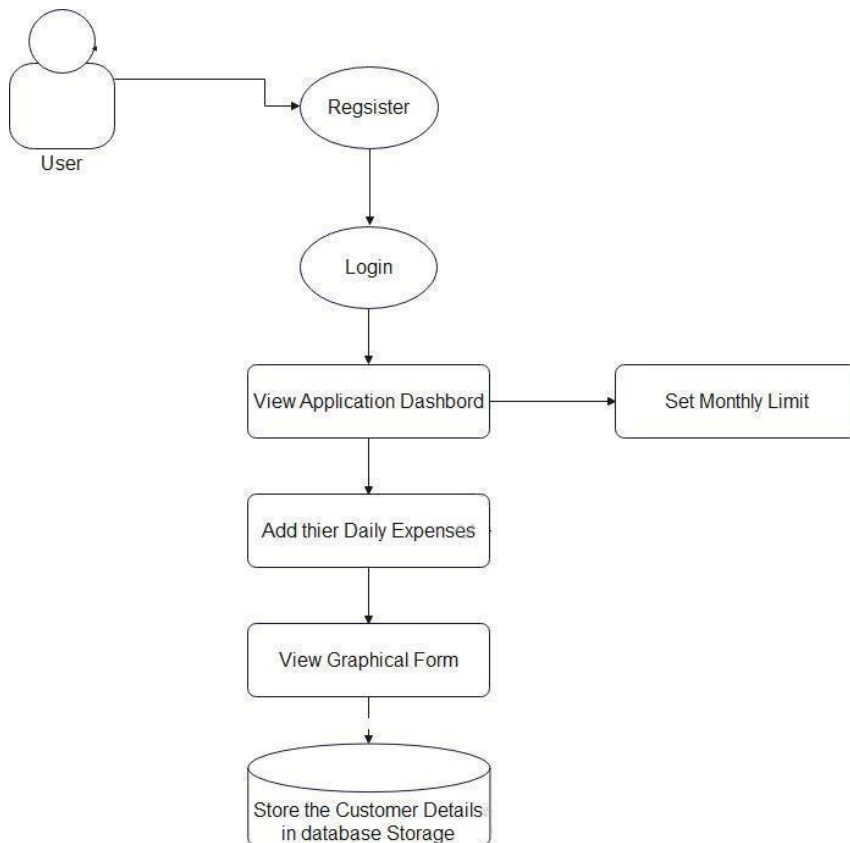 User
Regsister
Login
View Application Dashbord
Set Monthly Limit
Add thier Daily Expenses
View Graphical Form
Store the Customer Details
in database Storage